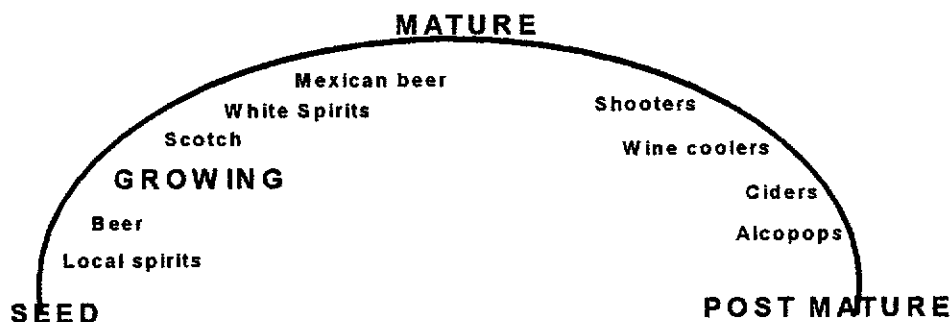 MATURE
Mexican beer
White Spirits
Shooters
Scotch
Wine coolers
GROWING
Ciders
Beer
Alcopops
Local spirits
SEED
POST MATURE